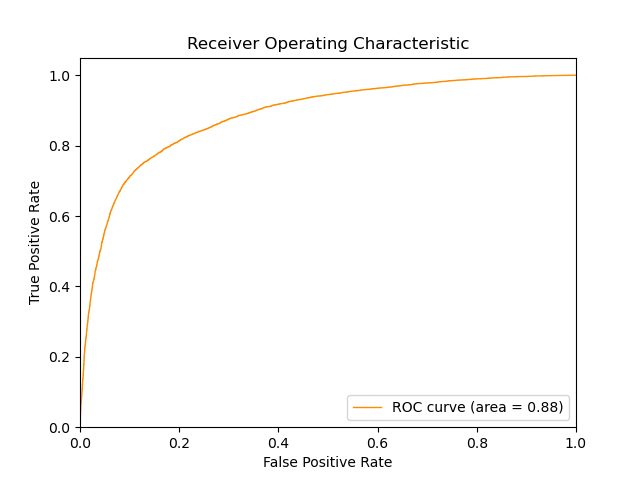 Receiver Operating Characteristic
True Positive Rate
1.0
0.8
0.6
0.4
0.2
0.0
ROC curve (area = 0.88)
0.0 0.2 0.4 0.6 0.8 1.0
False Positive Rate